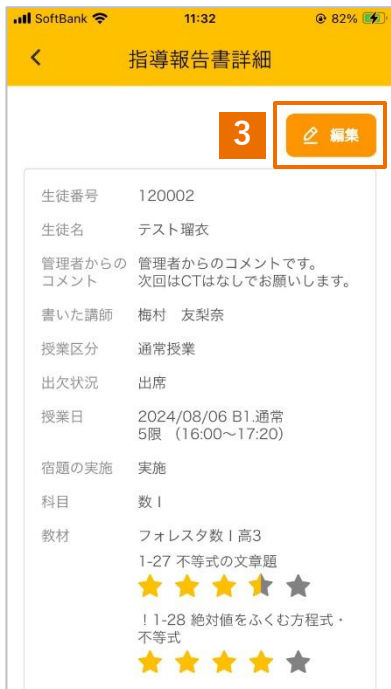 SoftBank 11:32 82%
指導報告書詳細
3 編集
生徒番号 120002
生徒名 テスト瑠衣
管理者からの 管理者からのコメントです。
コメント 次回はCTはなしでお願いします。
書いた講師 梅村 友梨奈
授業区分 通常授業
出欠状況 出席
授業日 2024/08/06 B1.通常
5限 (16:00~17:20)
宿題の実施 実施
科目 数Ⅰ
教材 フォレスタ数Ⅰ高3
1-27 不等式の文章題
!1-28 絶対値をふくむ方程式・
不等式